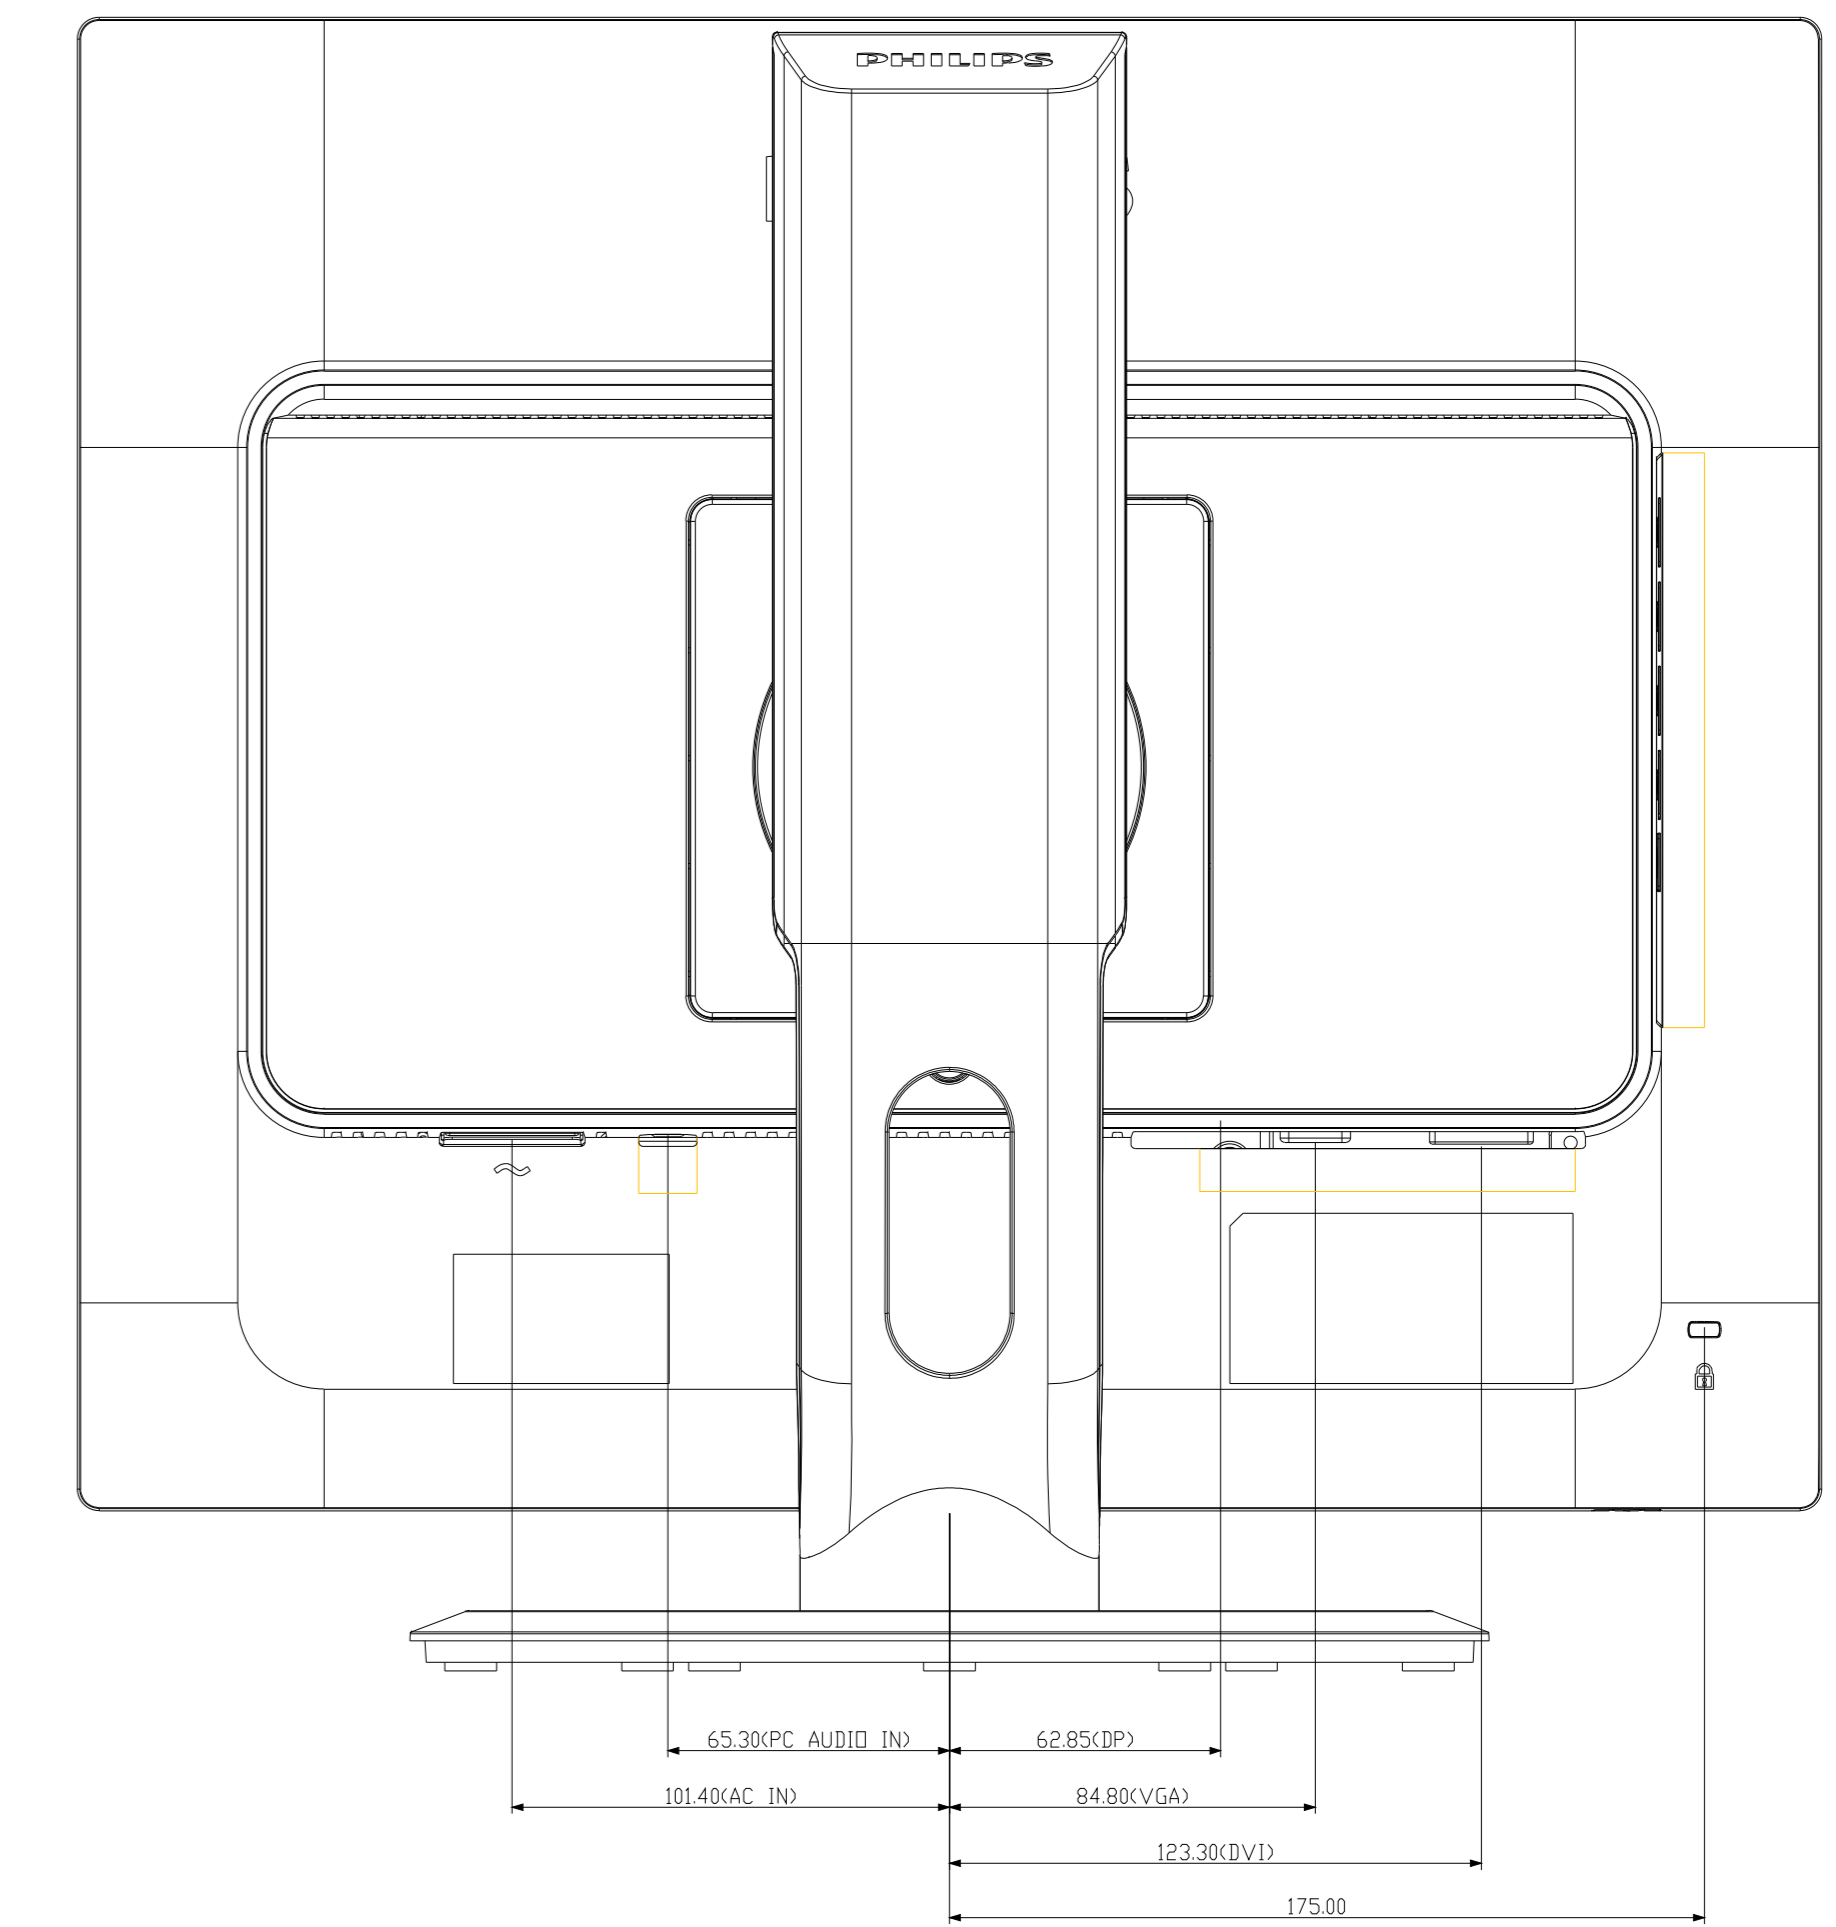 PHILIPS
65.30(PC AUDIO IN)
62.85(DP)
101.40(AC IN)
84.80(VGA)
123.30(DVI)
175.00